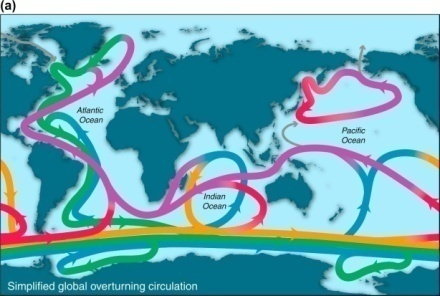 (a)
Atlantic
Ocean
Pacific
Ocean
Indian
Ocean
Simplified global overturning circulation